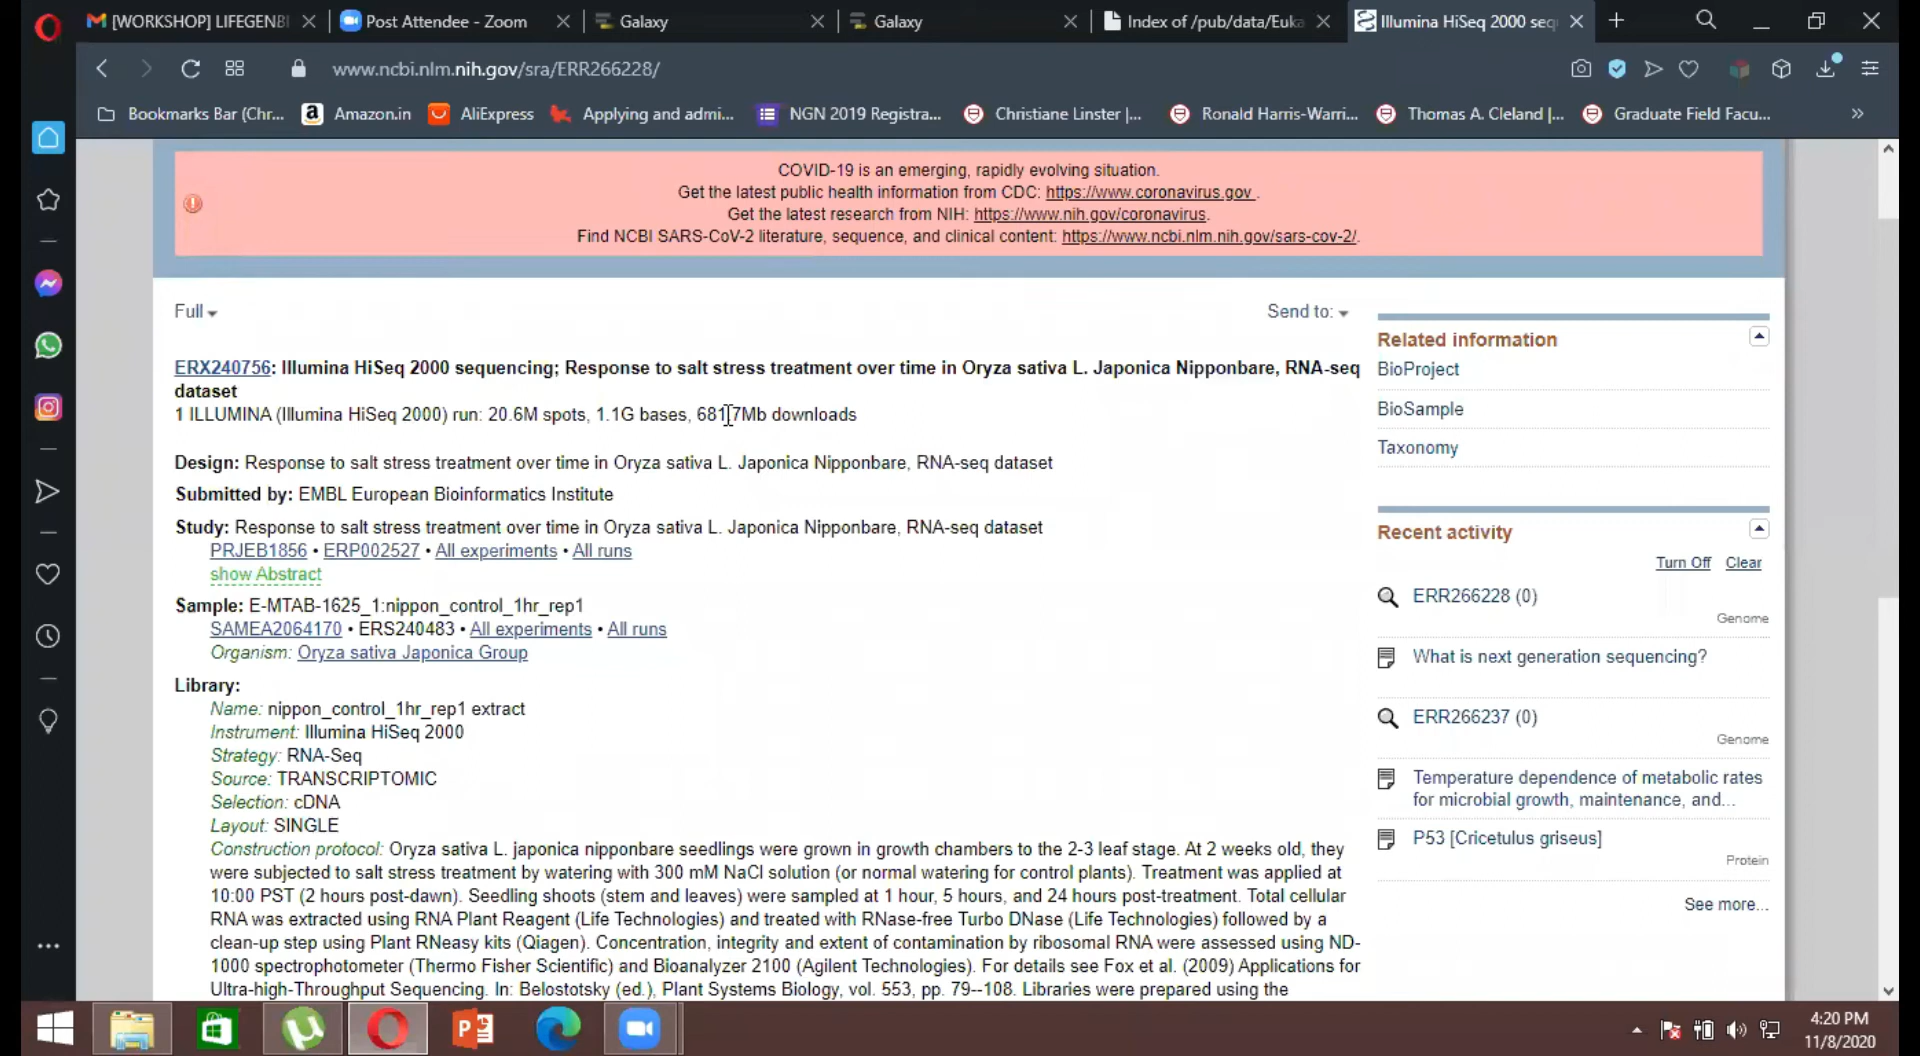 [WORKSHOP] LIFEGENBI
Post Attendee - Zoom
Galaxy
Galaxy
Index of /pub/data/Euka
Illumina HiSeq 2000 seq
www.ncbi.nlm.nih.gov/sra/ERR266228/
Bookmarks Bar (Chr...
Amazon.in
AliExpress
Applying and admi...
NGN 2019 Registra...
Christiane Linster |...
Ronald Harris-Warri...
Thomas A. Cleland |...
Graduate Field Facu...
COVID-19 is an emerging, rapidly evolving situation.
Get the latest public health information from CDC: https://www.coronavirus.gov .
Get the latest research from NIH: https://www.nih.gov/coronavirus.
Find NCBI SARS-CoV-2 literature, sequence, and clinical content: https://www.ncbi.nlm.nih.gov/sars-cov-2/.
Full
Send to:
ERX240756: Illumina HiSeq 2000 sequencing; Response to salt stress treatment over time in Oryza sativa L. Japonica Nipponbare, RNA-seq
dataset
1 ILLUMINA (Illumina HiSeq 2000) run: 20.6M spots, 1.1G bases, 681.7Mb downloads
Design: Response to salt stress treatment over time in Oryza sativa L. Japonica Nipponbare, RNA-seq dataset
Submitted by: EMBL European Bioinformatics Institute
Study: Response to salt stress treatment over time in Oryza sativa L. Japonica Nipponbare, RNA-seq dataset
PRJEB1856 • ERP002527 • All experiments • All runs
show Abstract
Sample: E-MTAB-1625_1:nippon_control_1hr_rep1
SAMEA2064170 • ERS240483 • All experiments • All runs
Organism: Oryza sativa Japonica Group
Library:
Name: nippon_control_1hr_rep1 extract
Instrument: Illumina HiSeq 2000
Strategy: RNA-Seq
Source: TRANSCRIPTOMIC
Selection: cDNA
Layout: SINGLE
Construction protocol: Oryza sativa L. japonica nipponbare seedlings were grown in growth chambers to the 2-3 leaf stage. At 2 weeks old, they
were subjected to salt stress treatment by watering with 300 mM NaCl solution (or normal watering for control plants). Treatment was applied at
10:00 PST (2 hours post-dawn). Seedling shoots (stem and leaves) were sampled at 1 hour, 5 hours, and 24 hours post-treatment. Total cellular
RNA was extracted using RNA Plant Reagent (Life Technologies) and treated with RNase-free Turbo DNase (Life Technologies) followed by a
clean-up step using Plant RNeasy kits (Qiagen). Concentration, integrity and extent of contamination by ribosomal RNA were assessed using ND-
1000 spectrophotometer (Thermo Fisher Scientific) and Bioanalyzer 2100 (Agilent Technologies). For details see Fox et al. (2009) Applications for
Ultra-high-Throughput Sequencing. In: Belostotsky (ed.), Plant Systems Biology, vol. 553, pp. 79--108. Libraries were prepared using the
Related information
BioProject
BioSample
Taxonomy
Recent activity
Turn Off Clear
ERR266228 (0)
Genome
What is next generation sequencing?
ERR266237 (0)
Genome
Temperature dependence of metabolic rates
for microbial growth, maintenance, and...
P53 [Cricetulus griseus]
Protein
See more...
4:20 PM
11/8/2020